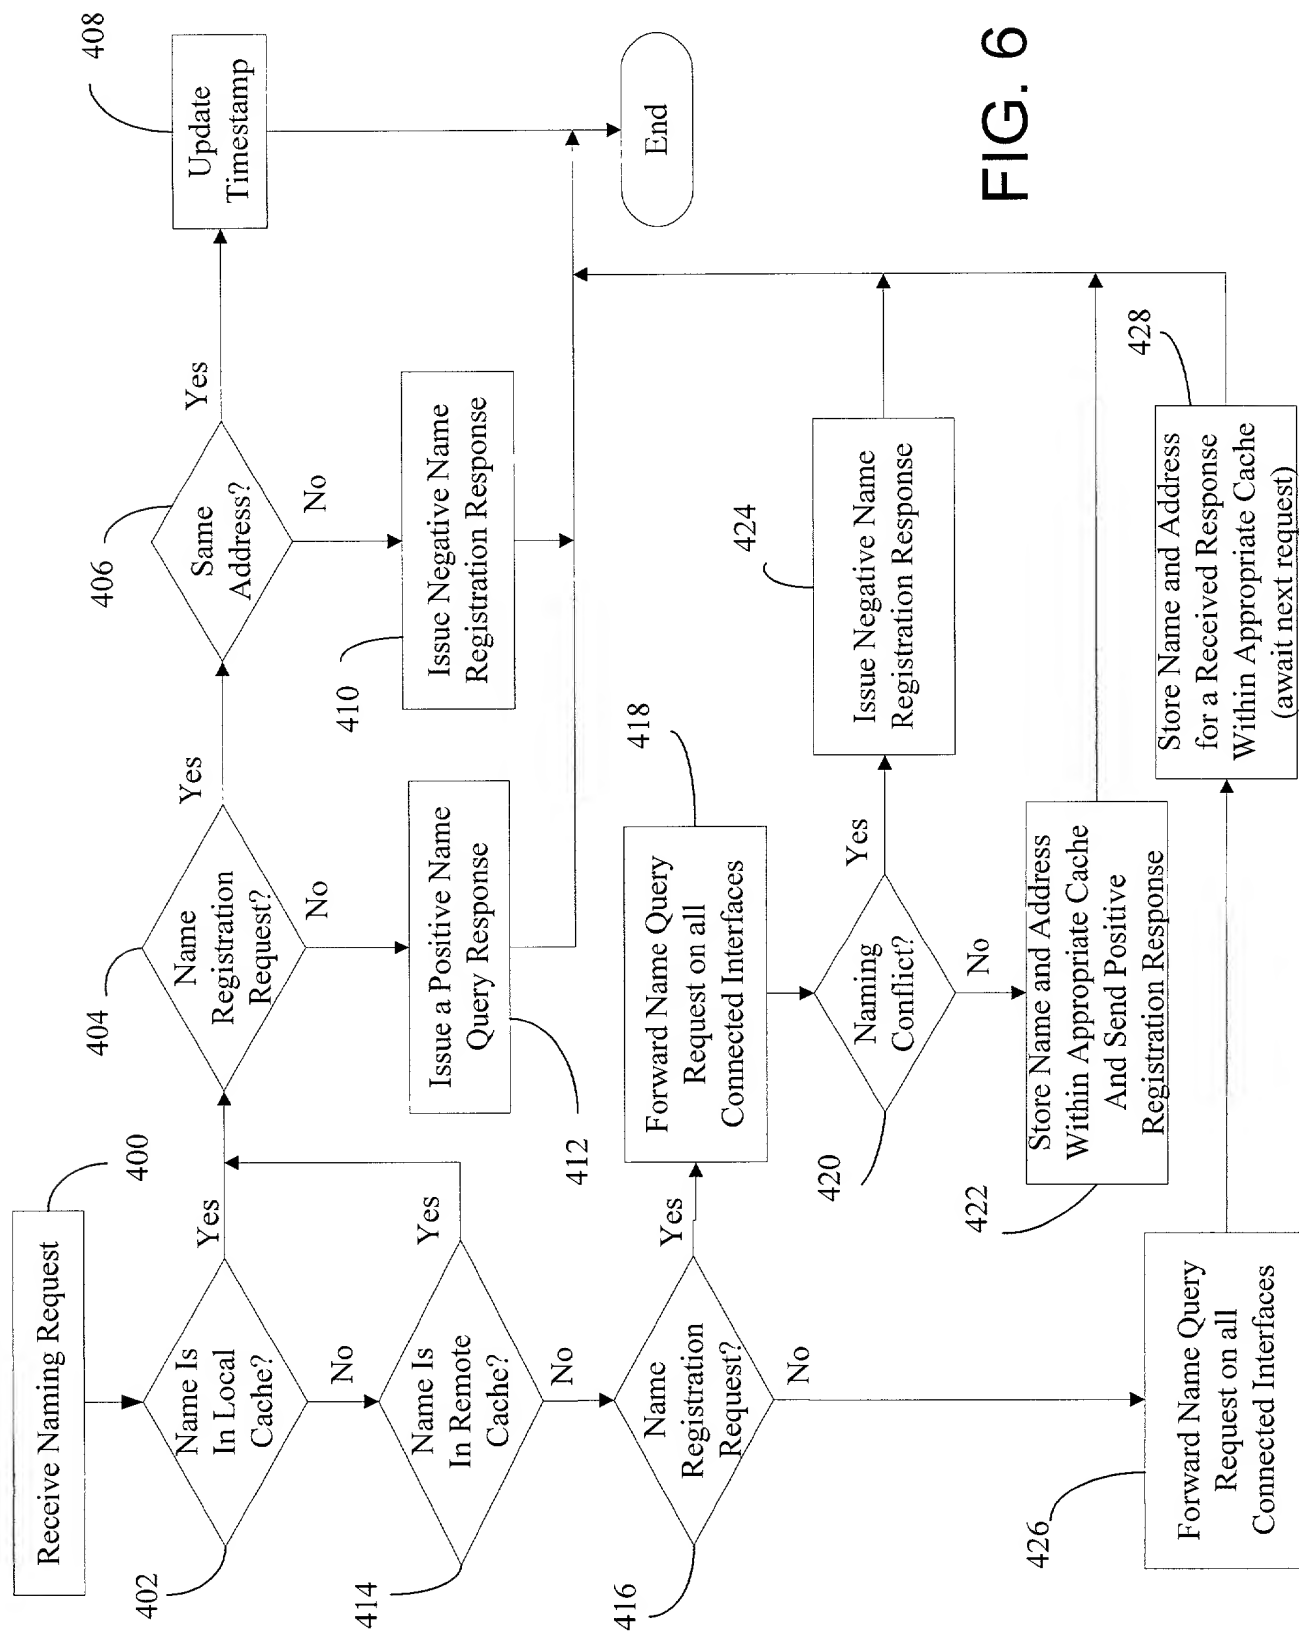 400
Receive Naming Request
402
Name Is
In Local
Cache?
Yes
No
404
Name
Registration
Request?
Yes
No
406
Same
Address?
Yes
No
408
Update
Timestamp
410
Issue Negative Name
Registration Response
412
Issue a Positive Name
Query Response
End
414
Name Is
In Remote
Cache?
Yes
No
416
Name
Registration
Request?
Yes
No
418
Forward Name Query
Request on all
Connected Interfaces
420
Naming
Conflict?
Yes
No
422
Store Name and Address
Within Appropriate Cache
And Send Positive
Registration Response
424
Issue Negative Name
Registration Response
426
Forward Name Query
Request on all
Connected Interfaces
428
Store Name and Address
for a Received Response
Within Appropriate Cache
(await next request)
FIG. 6